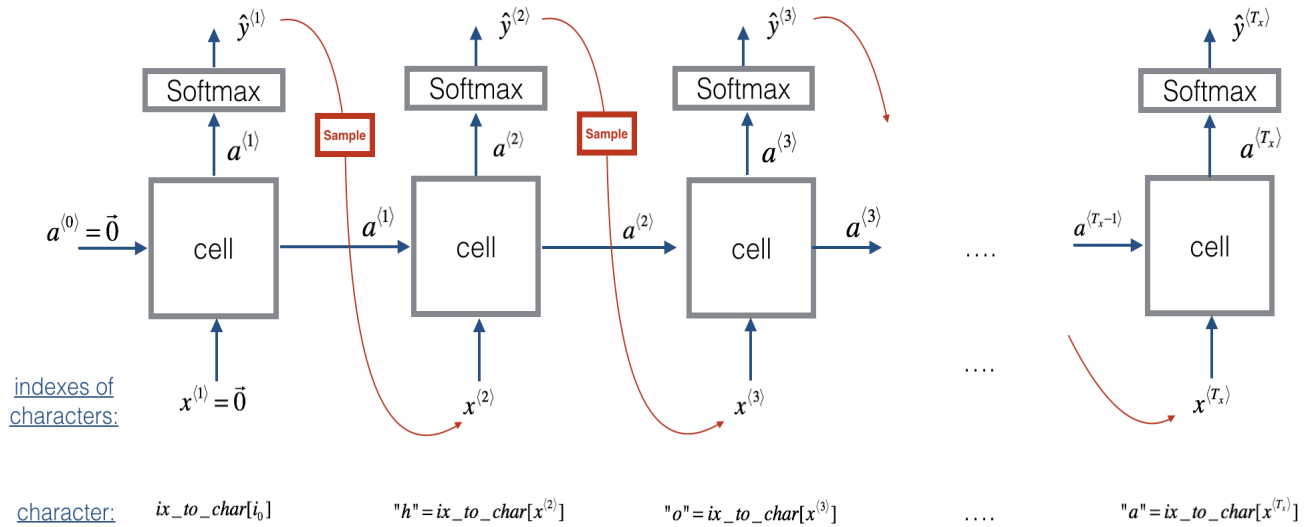 ŷ⟨1⟩ ŷ⟨2⟩ ŷ⟨3⟩ ŷ⟨Tx⟩
Softmax Softmax Softmax Softmax
Sample Sample
a⟨1⟩ a⟨2⟩ a⟨3⟩ a⟨Tx⟩
a⟨0⟩ = 0⃗ a⟨1⟩ a⟨2⟩ a⟨3⟩ a⟨Tx−1⟩
cell cell cell .... cell
....
indexes of
characters:
x⟨1⟩ = 0⃗ x⟨2⟩ x⟨3⟩ x⟨Tx⟩
character: ix_to_char[i0] "h"=ix_to_char[x⟨2⟩] "o"=ix_to_char[x⟨3⟩] .... "a"=ix_to_char[x⟨Tx⟩]